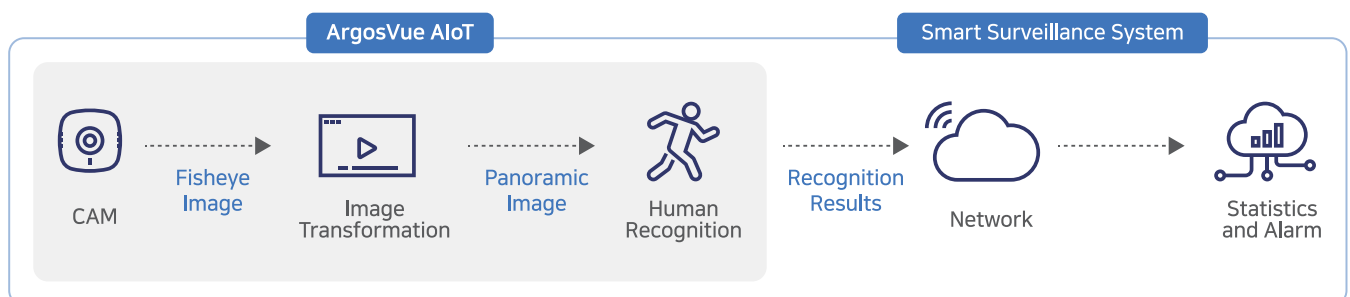 ArgosVue AIoT
Smart Surveillance System
CAM
Fisheye
Image
Image
Transformation
Panoramic
Image
Human
Recognition
Recognition
Results
Network
Statistics
and Alarm